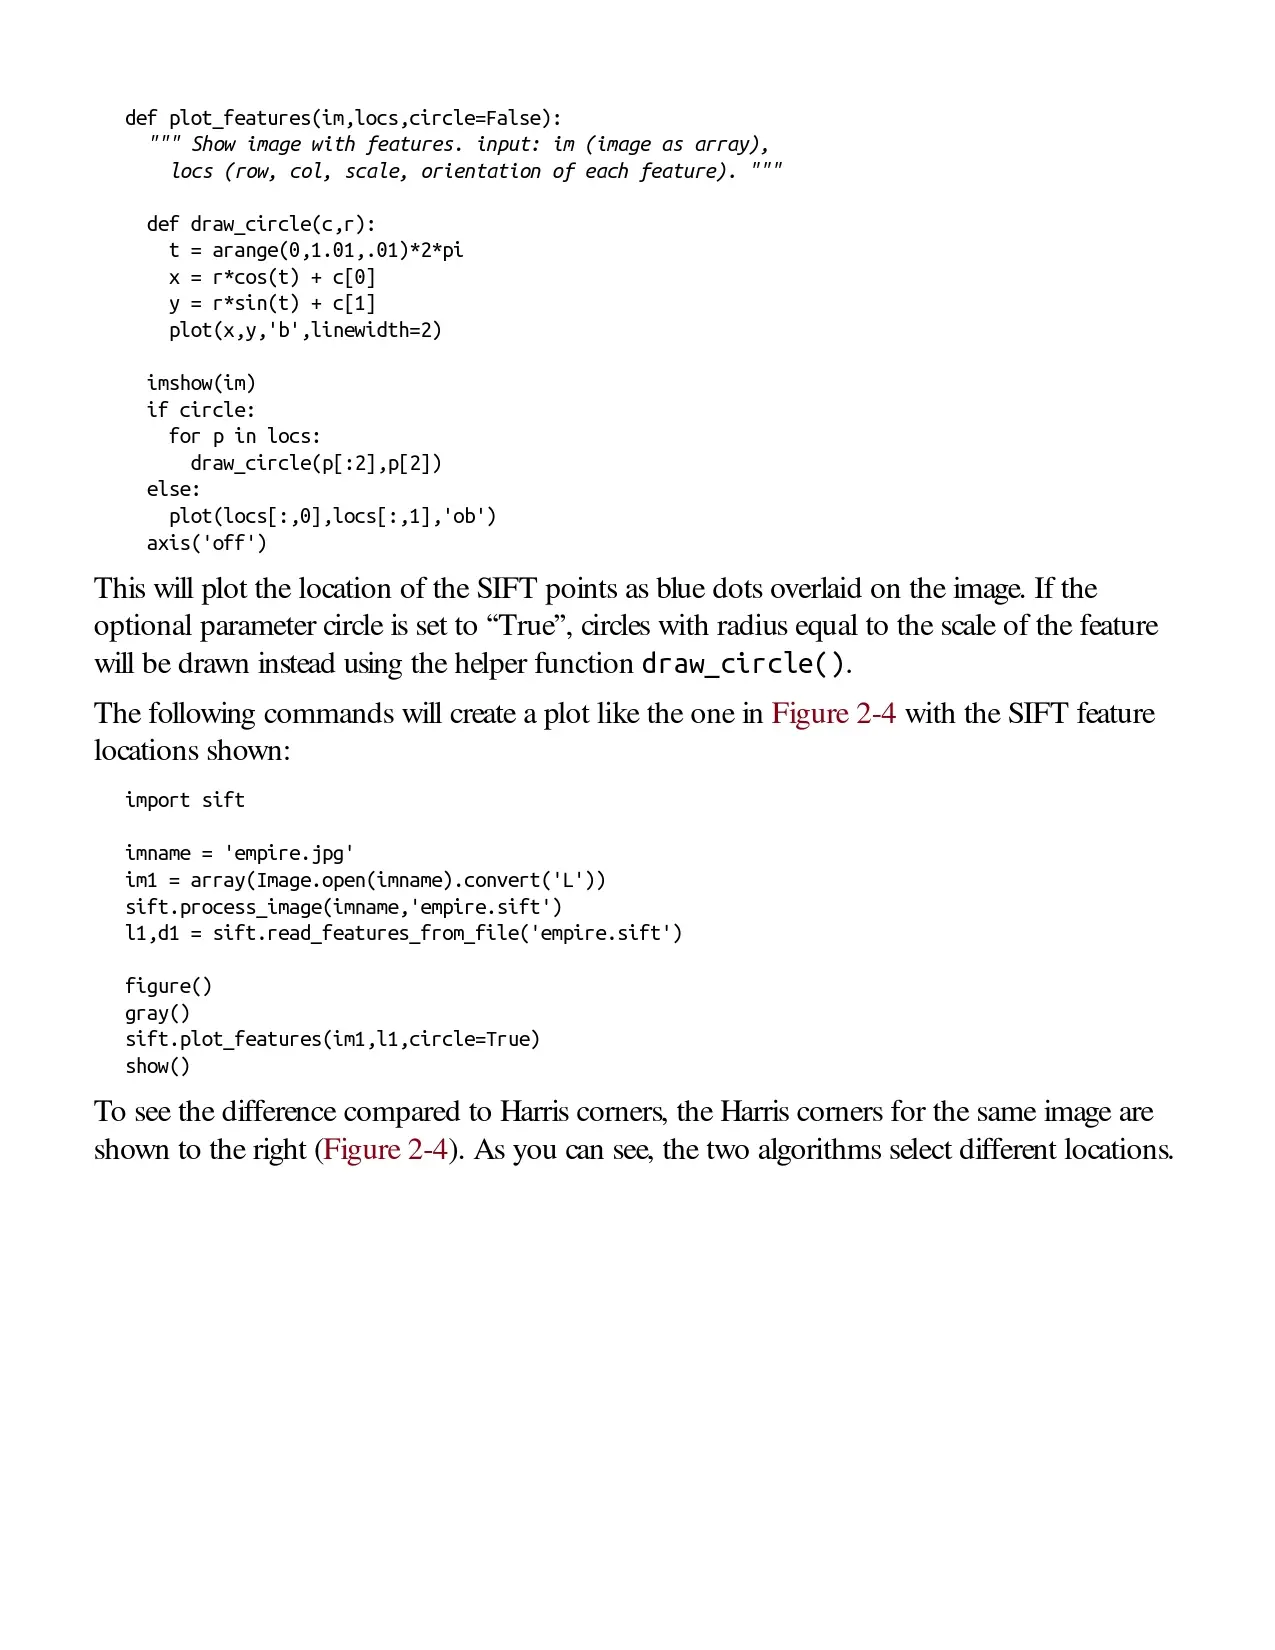 def plot_features(im,locs,circle=False):
  """ Show image with features. input: im (image as array),
    locs (row, col, scale, orientation of each feature). """

  def draw_circle(c,r):
    t = arange(0,1.01,.01)*2*pi
    x = r*cos(t) + c[0]
    y = r*sin(t) + c[1]
    plot(x,y,'b',linewidth=2)

  imshow(im)
  if circle:
    for p in locs:
      draw_circle(p[:2],p[2])
  else:
    plot(locs[:,0],locs[:,1],'ob')
  axis('off')
This will plot the location of the SIFT points as blue dots overlaid on the image. If the
optional parameter circle is set to “True”, circles with radius equal to the scale of the feature
will be drawn instead using the helper function draw_circle().
The following commands will create a plot like the one in Figure 2-4 with the SIFT feature
locations shown:
import sift

imname = 'empire.jpg'
im1 = array(Image.open(imname).convert('L'))
sift.process_image(imname,'empire.sift')
l1,d1 = sift.read_features_from_file('empire.sift')

figure()
gray()
sift.plot_features(im1,l1,circle=True)
show()
To see the difference compared to Harris corners, the Harris corners for the same image are
shown to the right (Figure 2-4). As you can see, the two algorithms select different locations.